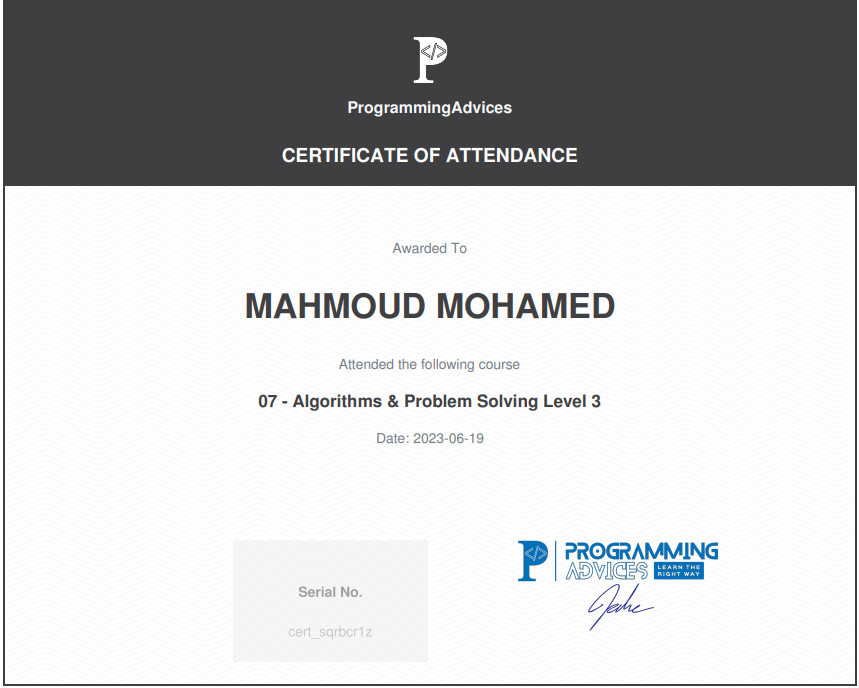 ProgrammingAdvices
CERTIFICATE OF ATTENDANCE
Awarded To
MAHMOUD MOHAMED
Attended the following course
07 - Algorithms & Problem Solving Level 3
Date: 2023-06-19
Serial No.
cert_sqrbcr1z
PROGRAMMING
ADVICES LEARN THE
RIGHT WAY